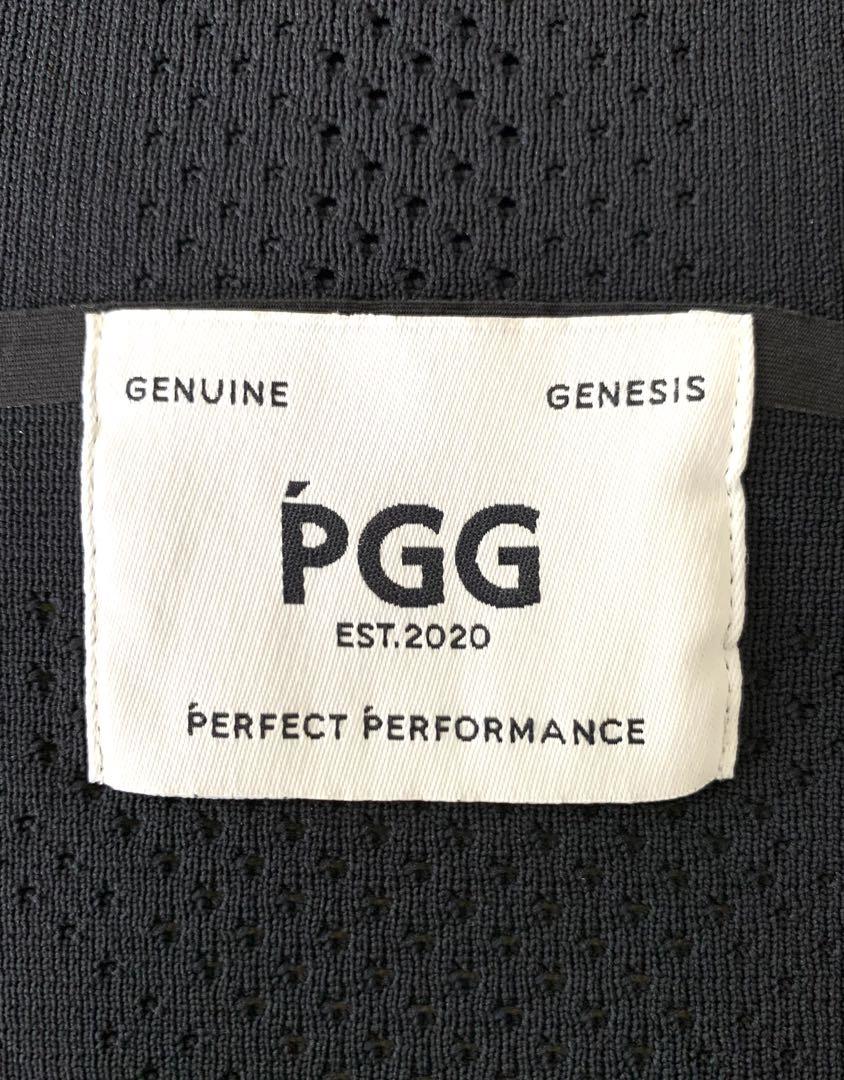 GENUINE GENESIS
ṔGG
EST.2020
ṔERFECT ṔERFORMANCE